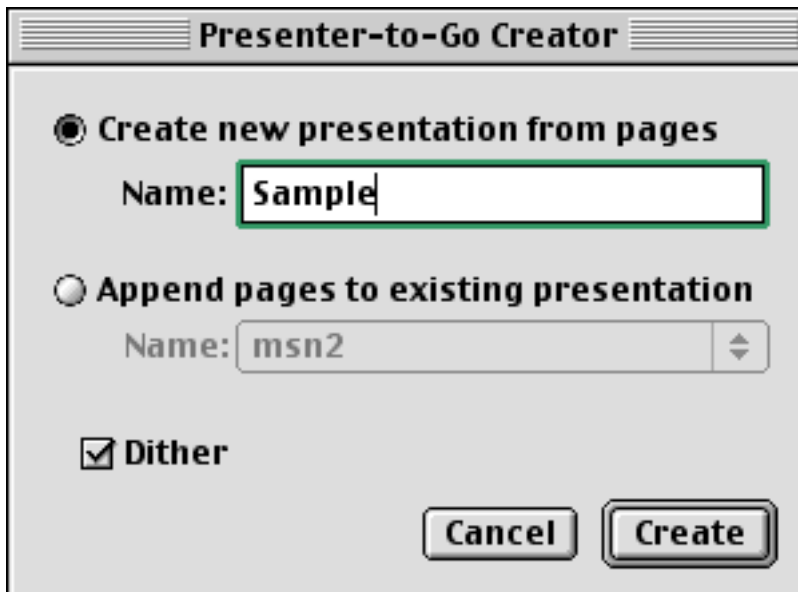 Presenter-to-Go Creator
Create new presentation from pages
Name: Sample
Append pages to existing presentation
Name: msn2
Dither
Cancel Create